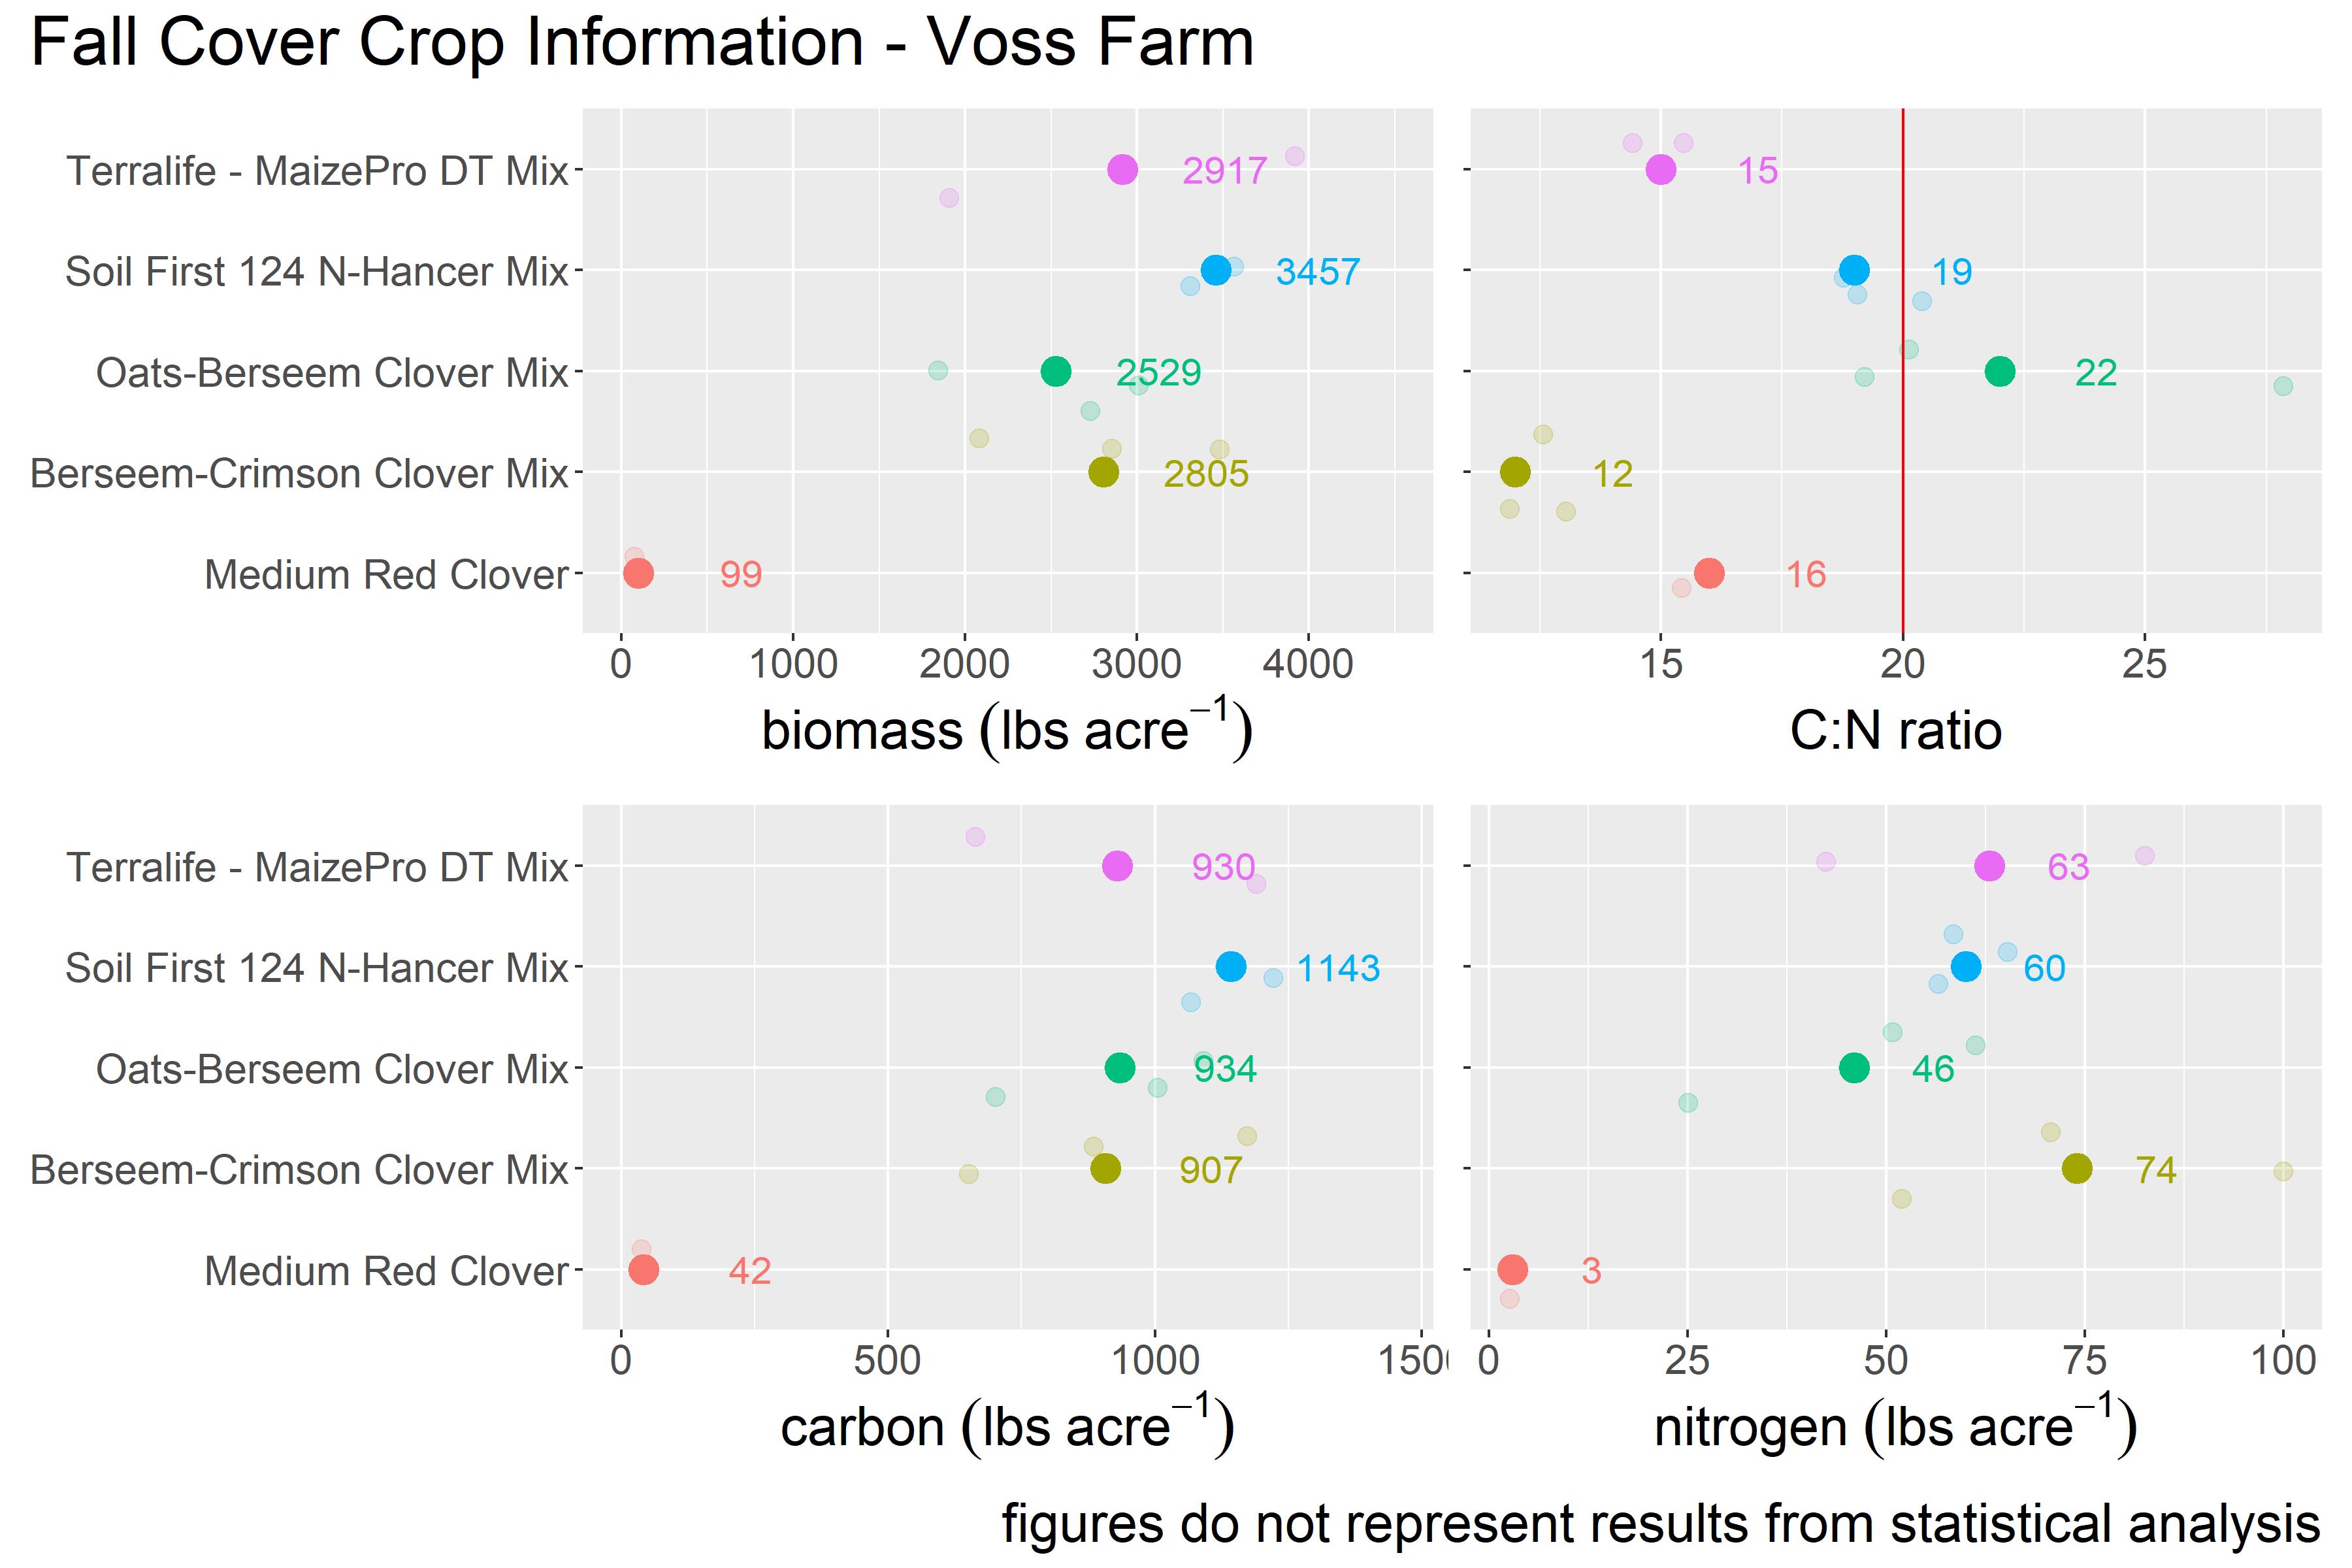 Fall Cover Crop Information - Voss Farm
Terralife - MaizePro DT Mix
2917
15
Soil First 124 N-Hancer Mix
3457
19
Oats-Berseem Clover Mix
2529
22
Berseem-Crimson Clover Mix
2805
12
Medium Red Clover
99
16
0 1000 2000 3000 4000
15 20 25
biomass (lbs acre⁻¹)
C:N ratio
Terralife - MaizePro DT Mix
930
63
Soil First 124 N-Hancer Mix
1143
60
Oats-Berseem Clover Mix
934
46
Berseem-Crimson Clover Mix
907
74
Medium Red Clover
42
3
0 500 1000 150
0 25 50 75 100
carbon (lbs acre⁻¹)
nitrogen (lbs acre⁻¹)
figures do not represent results from statistical analysis